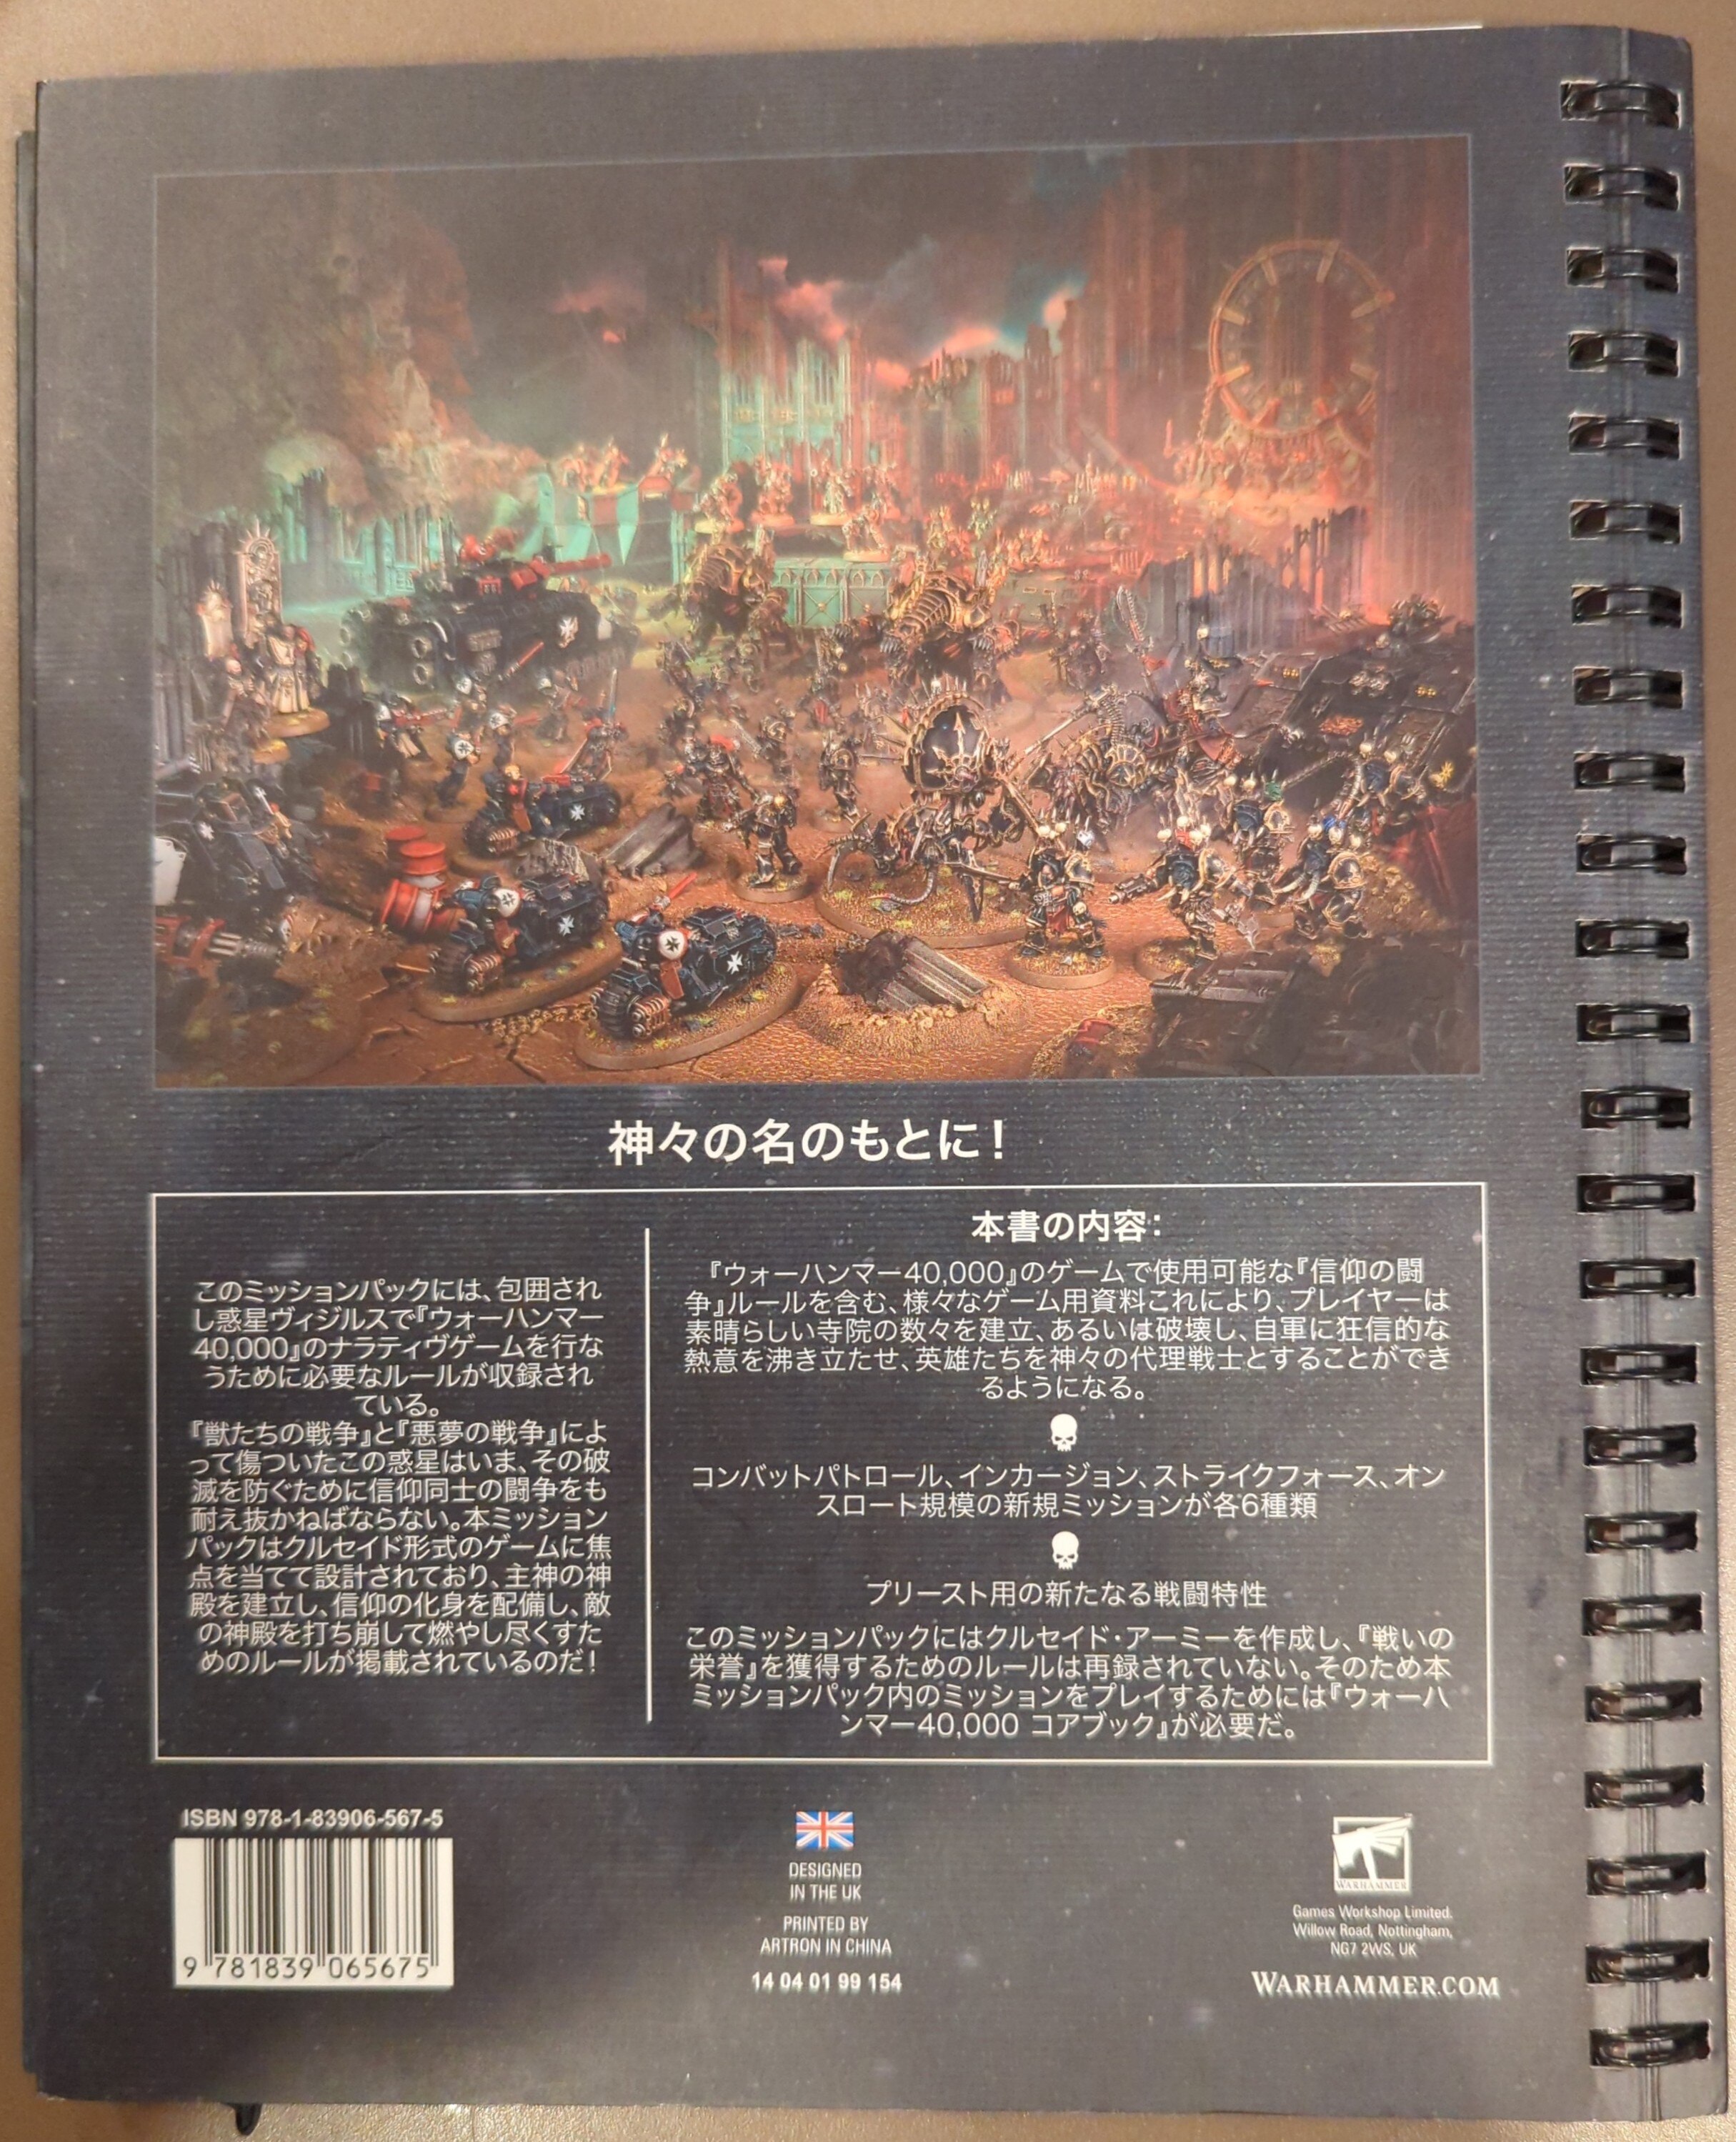 神々の名のもとに！
このミッションパックには、包囲され
し惑星ヴィジルスで『ウォーハンマー
40,000』のナラティヴゲームを行な
うために必要なルールが収録され
ている。
『獣たちの戦争』と『悪夢の戦争』によ
って傷ついたこの惑星はいま、その破
滅を防ぐために信仰同士の闘争をも
耐え抜かねばならない。本ミッション
パックはクルセイド形式のゲームに焦
点を当てて設計されており、主神の神
殿を建立し、信仰の化身を配備し、敵
の神殿を打ち崩して燃やし尽くすた
めのルールが掲載されているのだ！
本書の内容：
『ウォーハンマー40,000』のゲームで使用可能な『信仰の闘
争』ルールを含む、様々なゲーム用資料これにより、プレイヤーは
素晴らしい寺院の数々を建立、あるいは破壊し、自軍に狂信的な
熱意を沸き立たせ、英雄たちを神々の代理戦士とすることができ
るようになる。
コンバットパトロール、インカージョン、ストライクフォース、オン
スロート規模の新規ミッションが各6種類
プリースト用の新たなる戦闘特性
このミッションパックにはクルセイド・アーミーを作成し、『戦いの
栄誉』を獲得するためのルールは再録されていない。そのため本
ミッションパック内のミッションをプレイするためには『ウォーハ
ンマー40,000 コアブック』が必要だ。
ISBN 978-1-83906-567-5
9 781839 065675
DESIGNED
IN THE UK
PRINTED BY
ARTRON IN CHINA
14 04 01 99 154
WARHAMMER
Games Workshop Limited.
Willow Road, Nottingham,
NG7 2WS, UK
WARHAMMER.COM